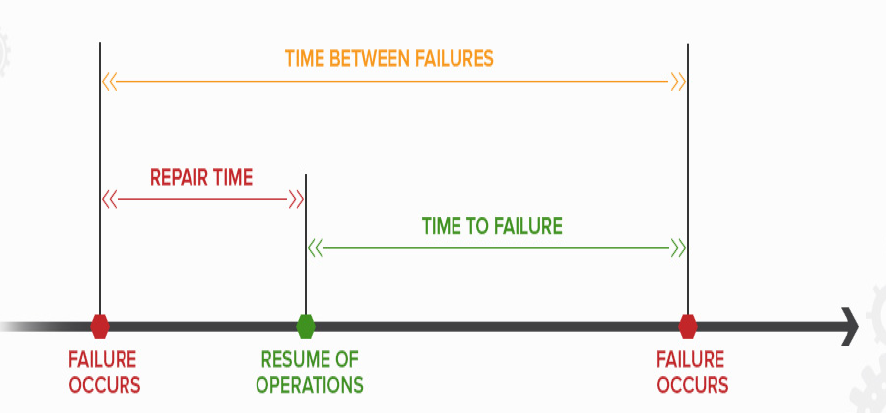 TIME BETWEEN FAILURES
REPAIR TIME
TIME TO FAILURE
FAILURE
OCCURS
RESUME OF
OPERATIONS
FAILURE
OCCURS